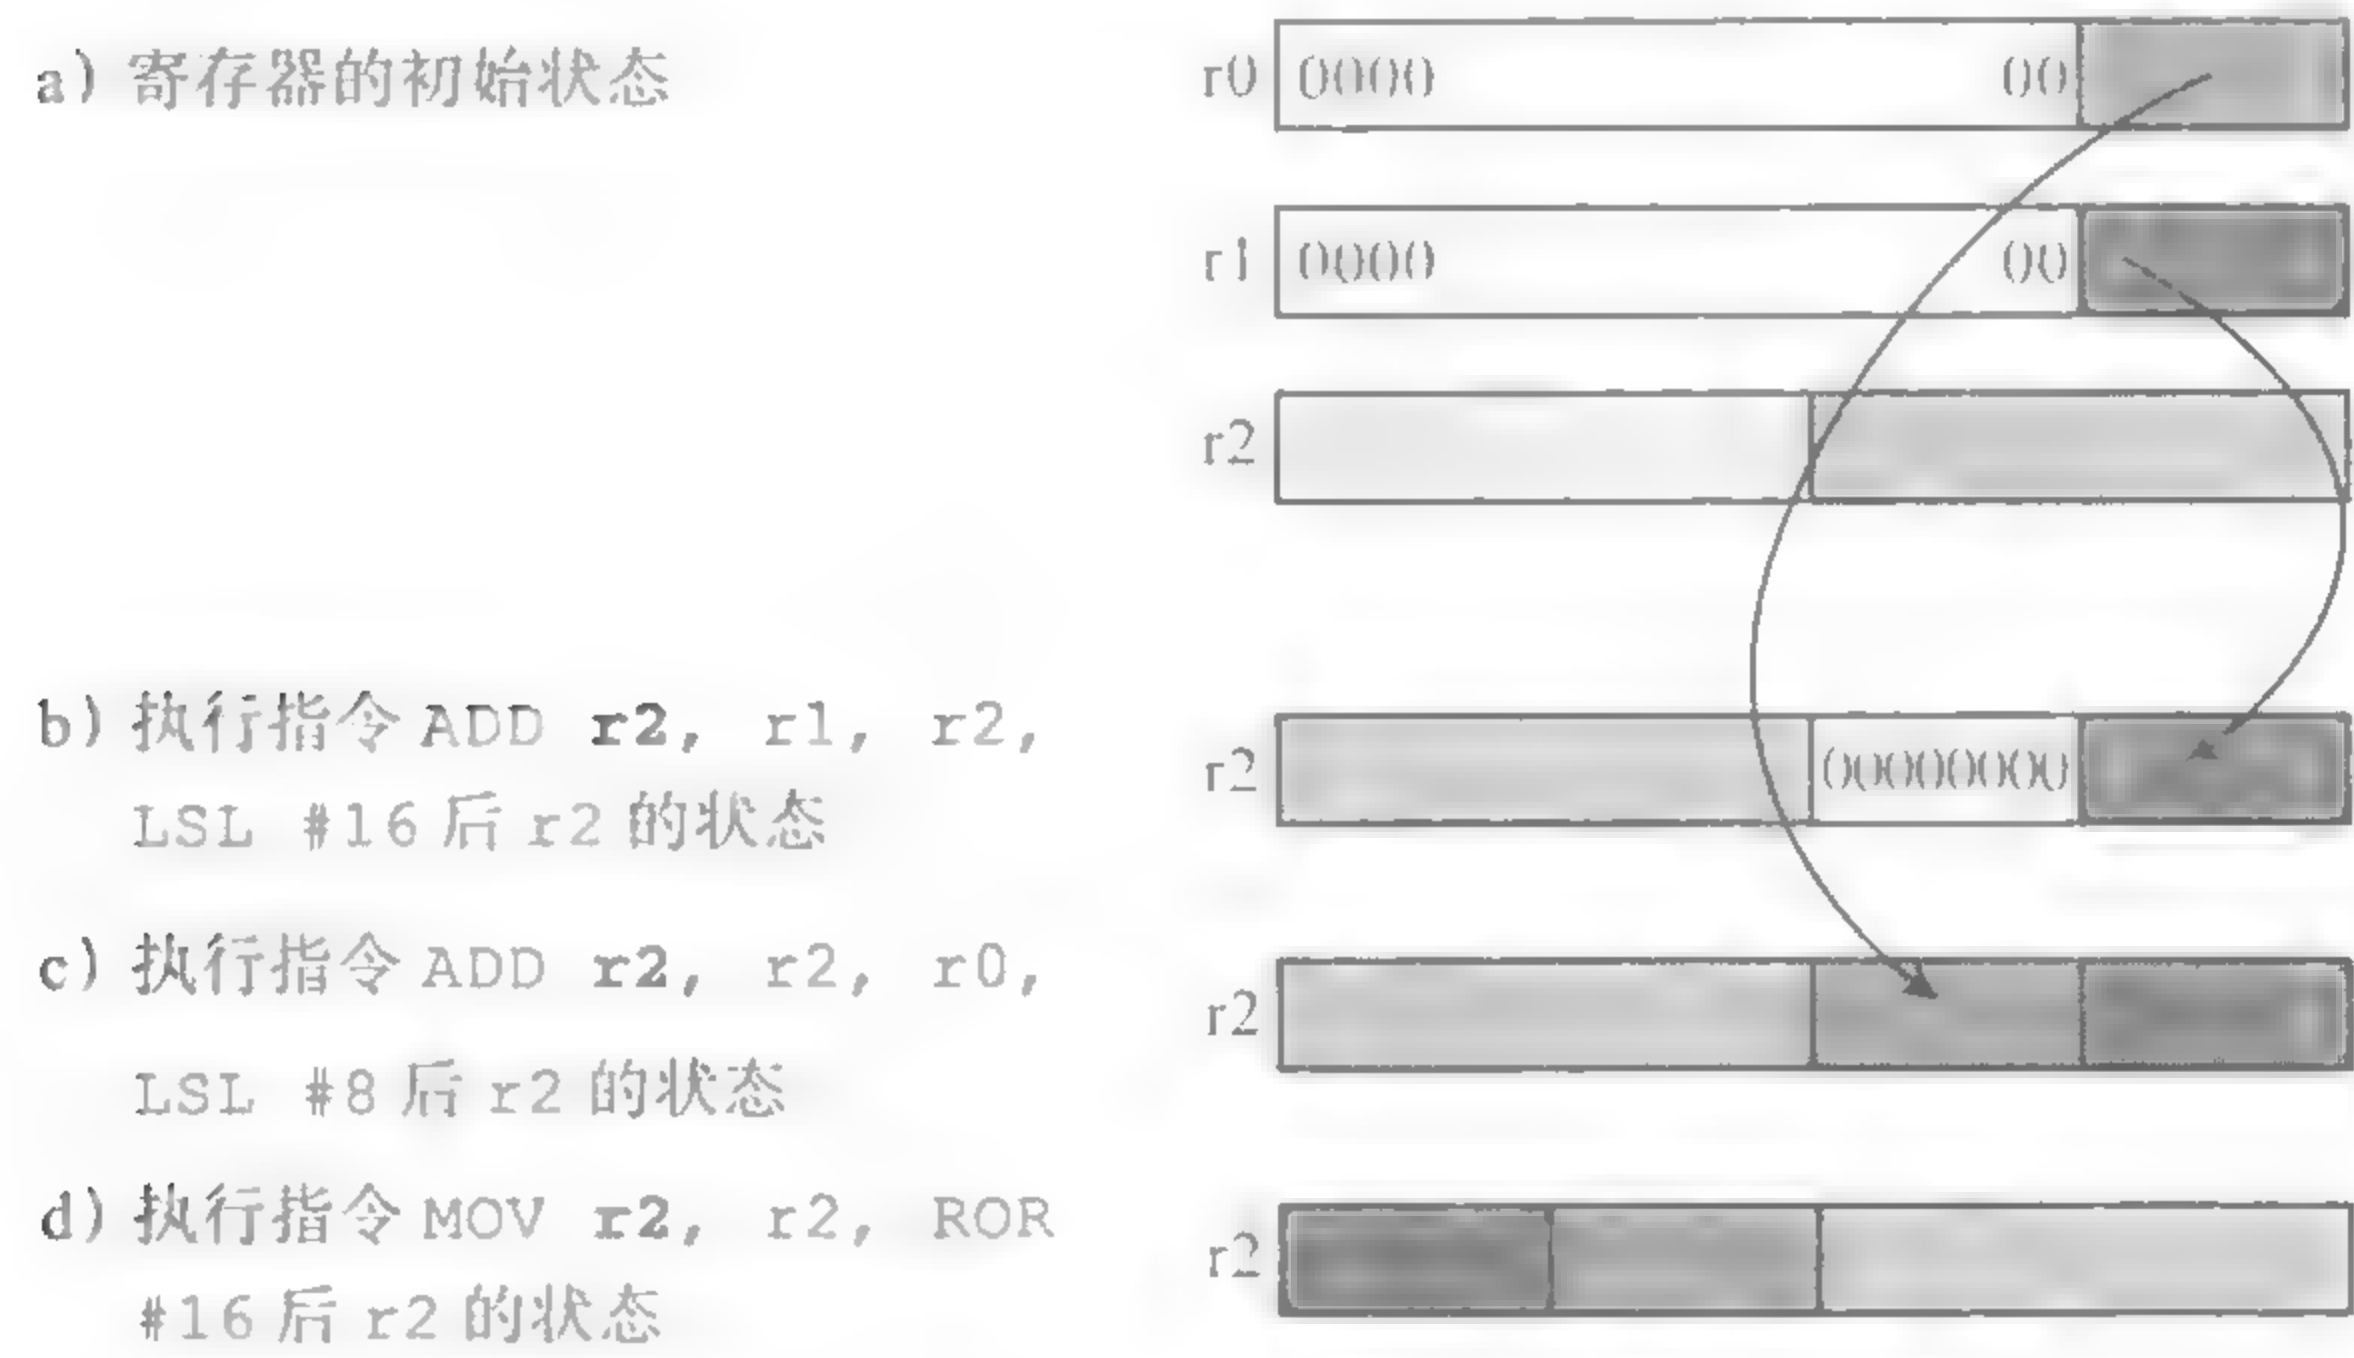 a) 寄存器的初始状态
r0 0000 00
r1 0000 00
r2
b) 执行指令 ADD r2, r1, r2,
LSL #16 后 r2 的状态
r2 00000000
c) 执行指令 ADD r2, r2, r0,
LSL #8 后 r2 的状态
r2
d) 执行指令 MOV r2, r2, ROR
#16 后 r2 的状态
r2